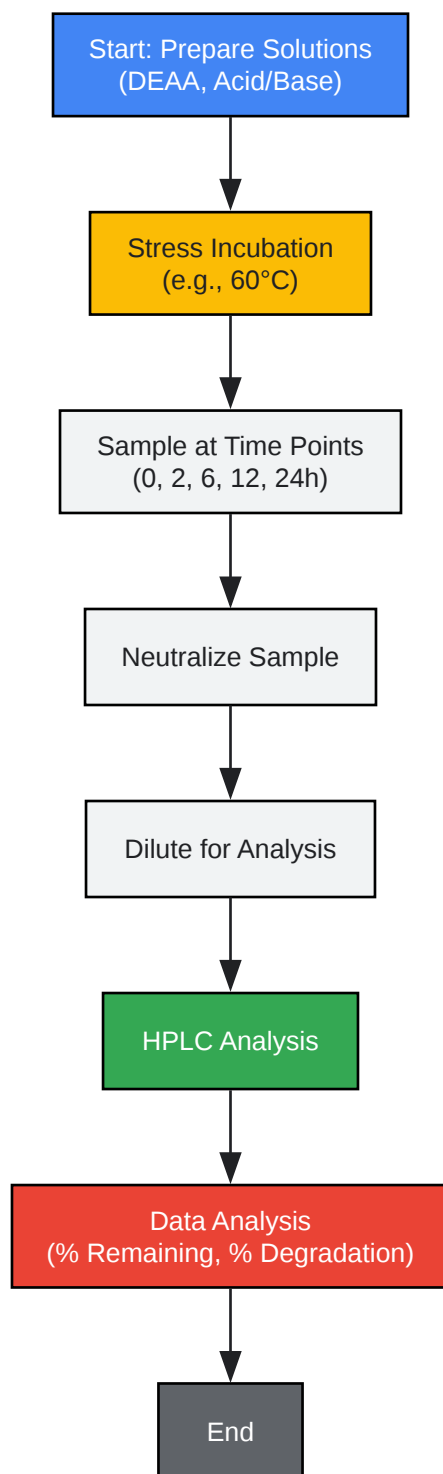 Start: Prepare Solutions
(DEAA, Acid/Base)
Stress Incubation
(e.g., 60°C)
Sample at Time Points
(0, 2, 6, 12, 24h)
Neutralize Sample
Dilute for Analysis
HPLC Analysis
Data Analysis
(% Remaining, % Degradation)
End